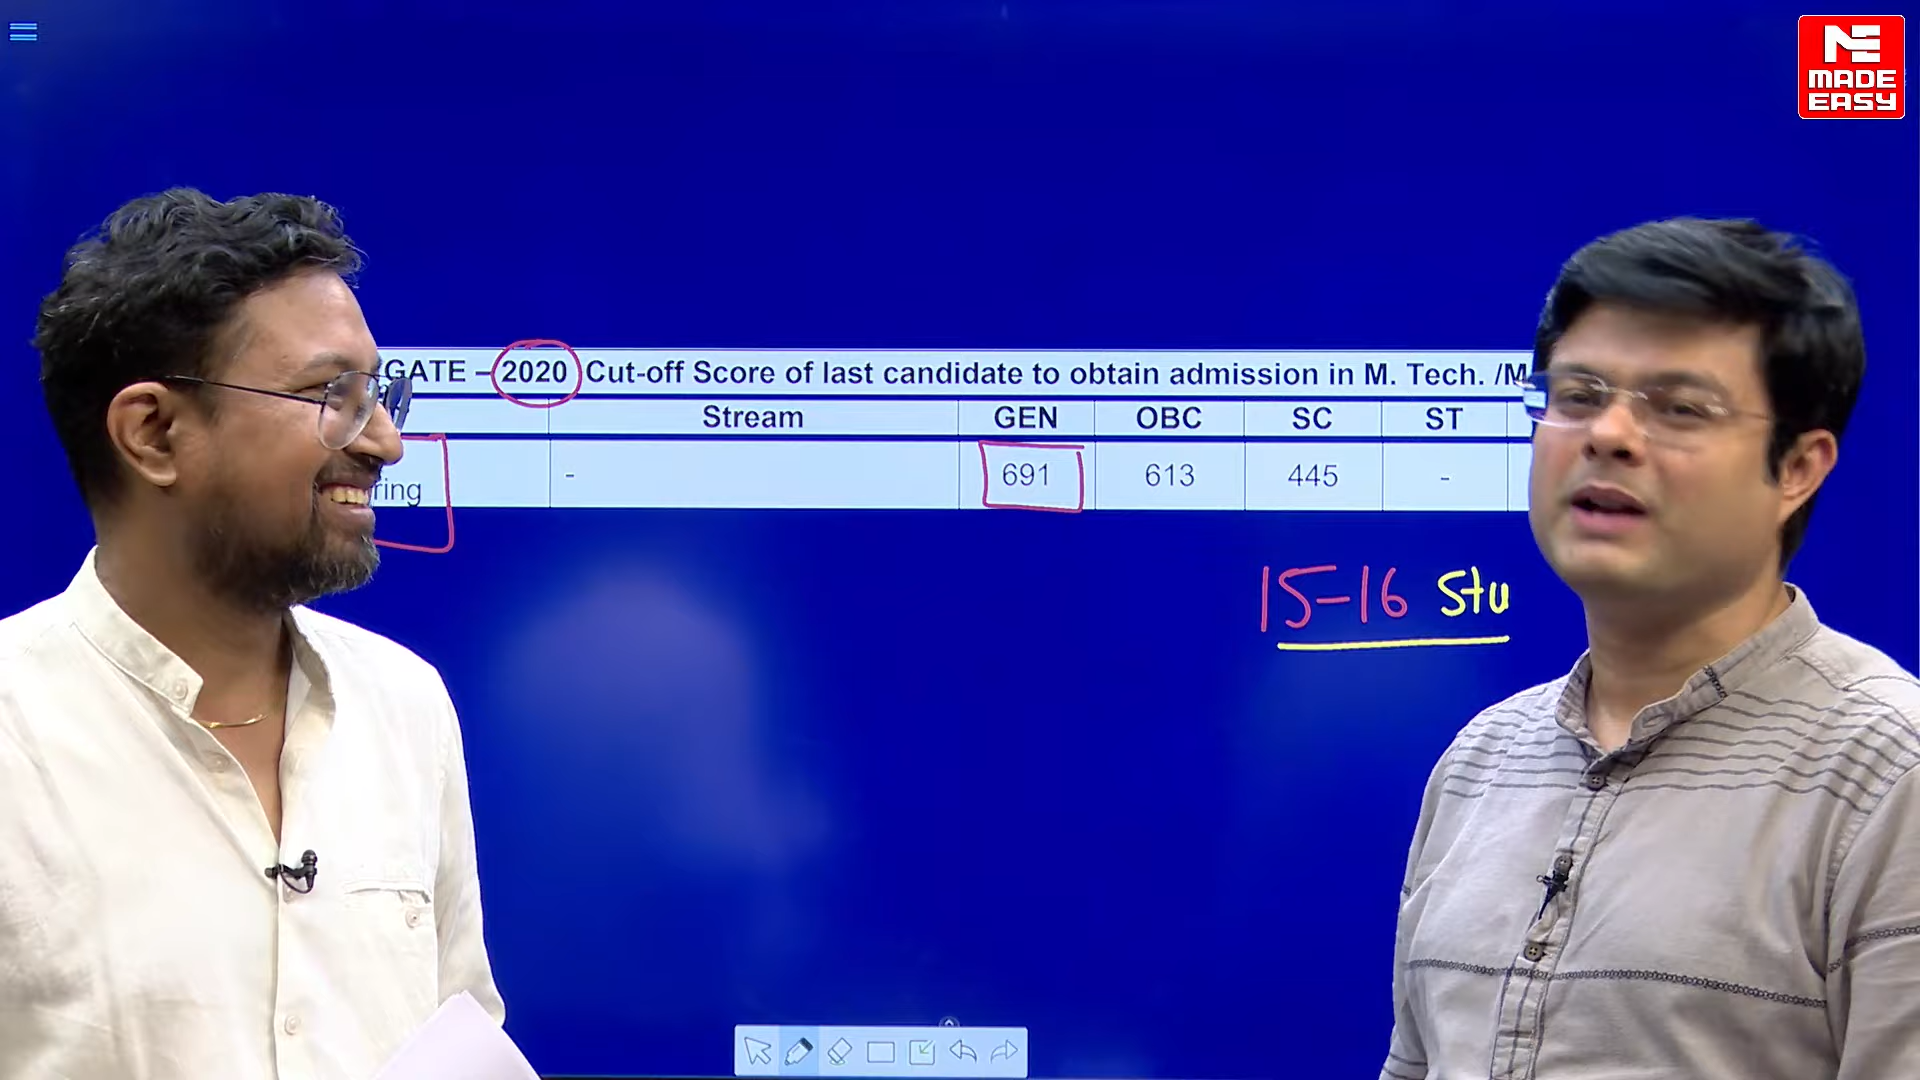 MADE
EASY
GATE – 2020 Cut-off Score of last candidate to obtain admission in M. Tech. /M
Stream GEN OBC SC ST
ring - 691 613 445 -
15-16 Stu